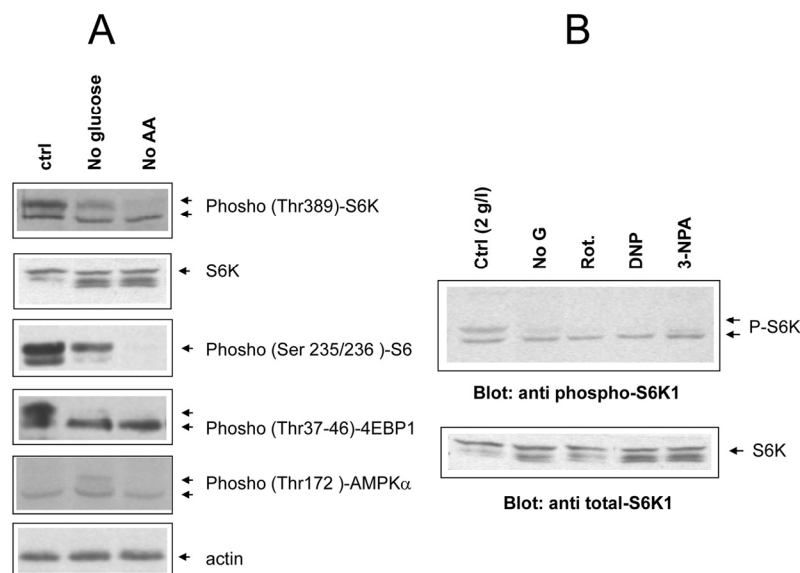 A
ctrl
No glucose
No AA
Phosho (Thr389)-S6K
S6K
Phosho (Ser 235/236 )-S6
Phosho (Thr37-46)-4EBP1
Phosho (Thr172 )-AMPKα
actin
B
Ctrl (2 g/l)
No G
Rot.
DNP
3-NPA
P-S6K
Blot: anti phospho-S6K1
S6K
Blot: anti total-S6K1